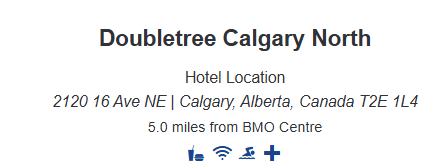 Doubletree Calgary North
Hotel Location
2120 16 Ave NE | Calgary, Alberta, Canada T2E 1L4
5.0 miles from BMO Centre